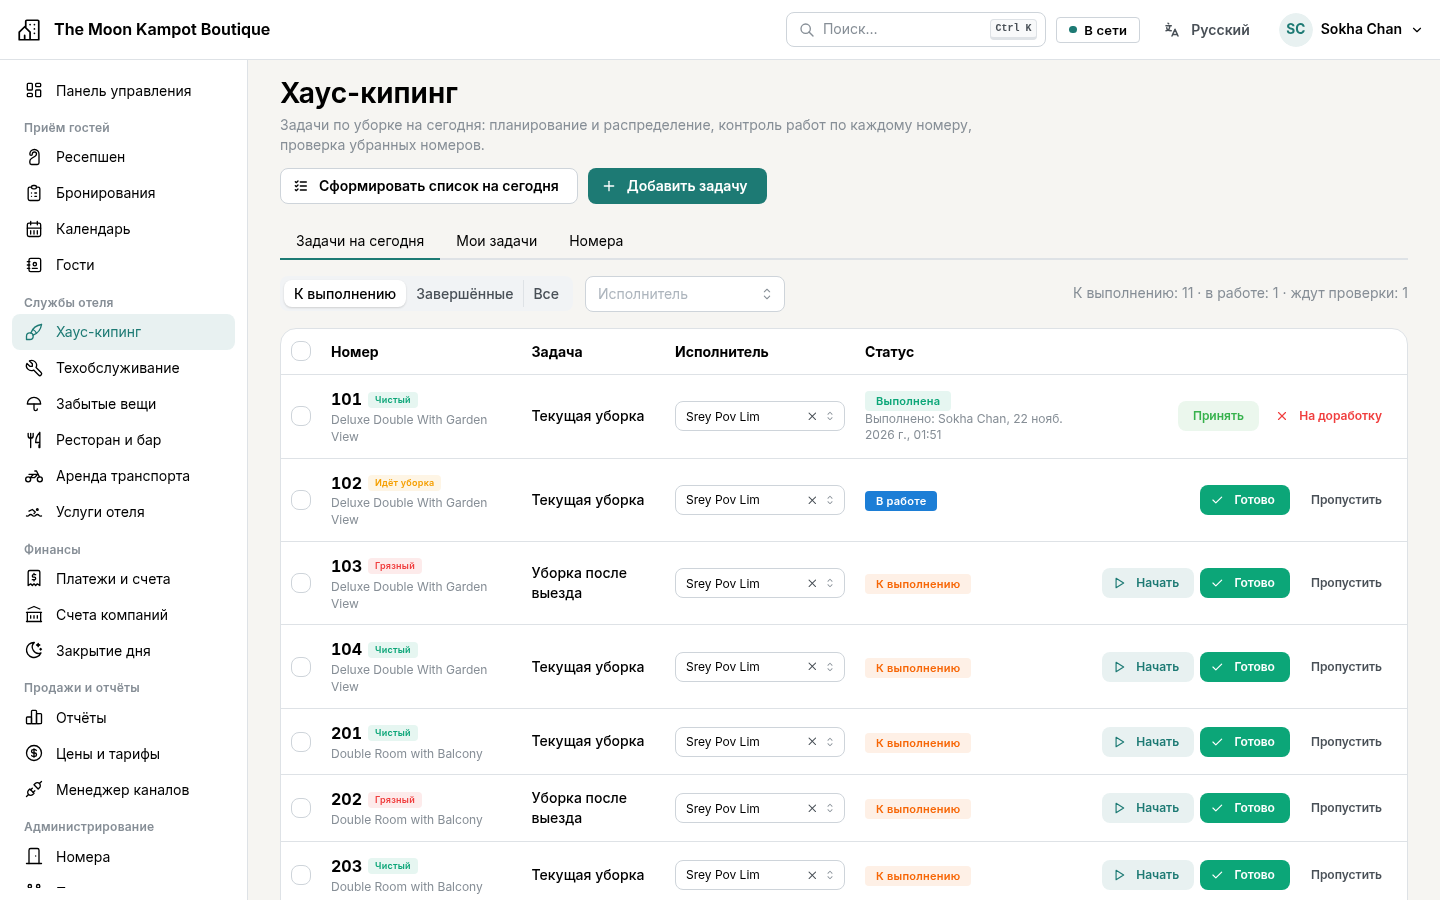 The Moon Kampot Boutique
Поиск...
Ctrl K
В сети
Русский
SC
Sokha Chan
Панель управления
Приём гостей
Ресепшен
Бронирования
Календарь
Гости
Службы отеля
Хаус-кипинг
Техобслуживание
Забытые вещи
Ресторан и бар
Аренда транспорта
Услуги отеля
Финансы
Платежи и счета
Счета компаний
Закрытие дня
Продажи и отчёты
Отчёты
Цены и тарифы
Менеджер каналов
Администрирование
Номера
Хаус-кипинг
Задачи по уборке на сегодня: планирование и распределение, контроль работ по каждому номеру,
проверка убранных номеров.
Сформировать список на сегодня
Добавить задачу
Задачи на сегодня
Мои задачи
Номера
К выполнению
Завершённые
Все
Исполнитель
К выполнению: 11 · в работе: 1 · ждут проверки: 1
Номер
Задача
Исполнитель
Статус
101 Чистый
Deluxe Double With Garden
View
Текущая уборка
Srey Pov Lim
Выполнена
Выполнено: Sokha Chan, 22 нояб.
2026 г., 01:51
Принять
На доработку
102 Идёт уборка
Deluxe Double With Garden
View
Текущая уборка
Srey Pov Lim
В работе
Готово
Пропустить
103 Грязный
Deluxe Double With Garden
View
Уборка после
выезда
Srey Pov Lim
К выполнению
Начать
Готово
Пропустить
104 Чистый
Deluxe Double With Garden
View
Текущая уборка
Srey Pov Lim
К выполнению
Начать
Готово
Пропустить
201 Чистый
Double Room with Balcony
Текущая уборка
Srey Pov Lim
К выполнению
Начать
Готово
Пропустить
202 Грязный
Double Room with Balcony
Уборка после
выезда
Srey Pov Lim
К выполнению
Начать
Готово
Пропустить
203 Чистый
Double Room with Balcony
Текущая уборка
Srey Pov Lim
К выполнению
Начать
Готово
Пропустить